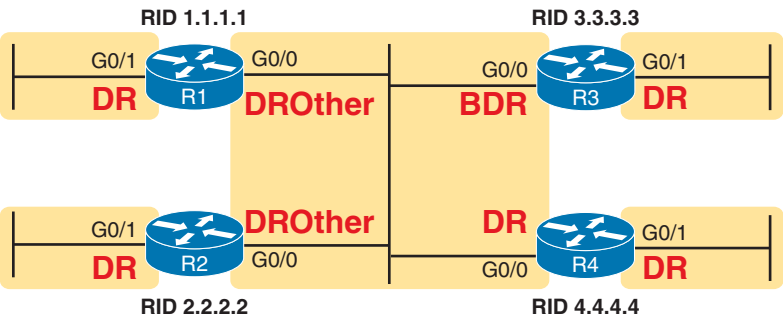 RID 1.1.1.1
RID 3.3.3.3
G0/1
G0/0
G0/0
G0/1
R1
R3
DR
DROther
BDR
DR
DROther
DR
G0/1
G0/1
R2
R4
DR
G0/0
G0/0
DR
RID 2.2.2.2
RID 4.4.4.4